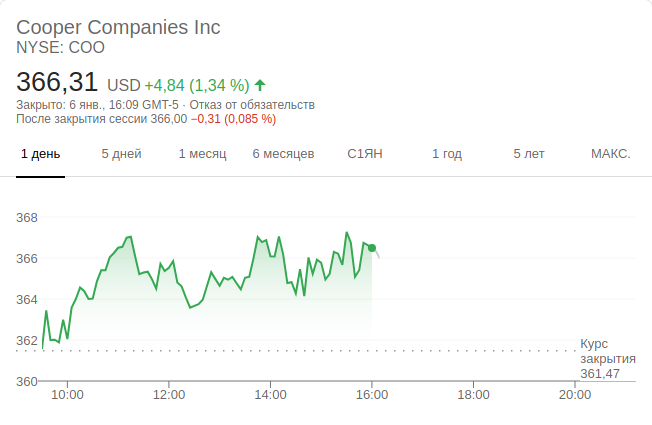 Cooper Companies Inc
NYSE: COO
366,31 USD +4,84 (1,34 %)
Закрыто: 6 янв., 16:09 GMT-5 · Отказ от обязательств
После закрытия сессии 366,00 −0,31 (0,085 %)
1 день 5 дней 1 месяц 6 месяцев С1ЯН 1 год 5 лет МАКС.
368
366
364
362
Курс
закрытия
361,47
360
10:00 12:00 14:00 16:00 18:00 20:00